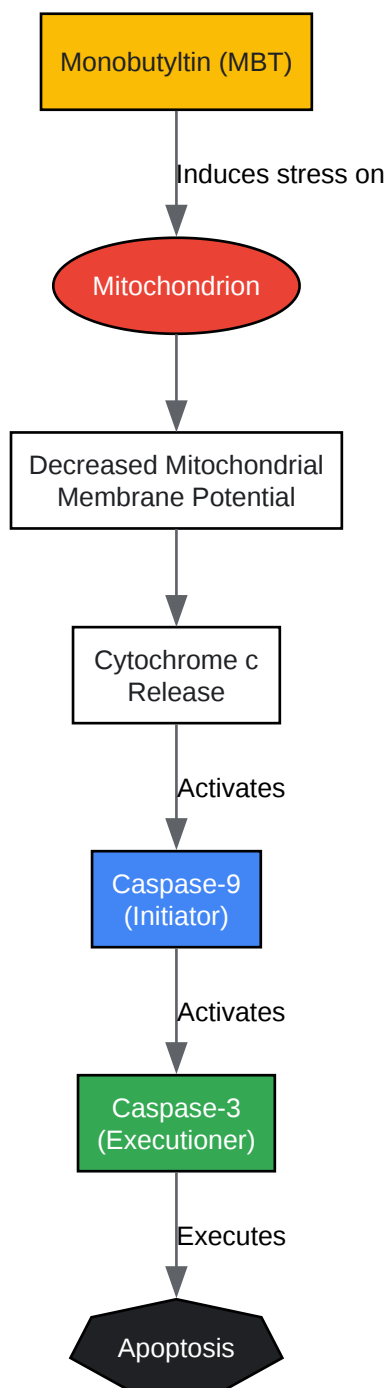 Monobutyltin (MBT)
Induces stress on
Mitochondrion
Decreased Mitochondrial
Membrane Potential
Cytochrome c
Release
Activates
Caspase-9
(Initiator)
Activates
Caspase-3
(Executioner)
Executes
Apoptosis